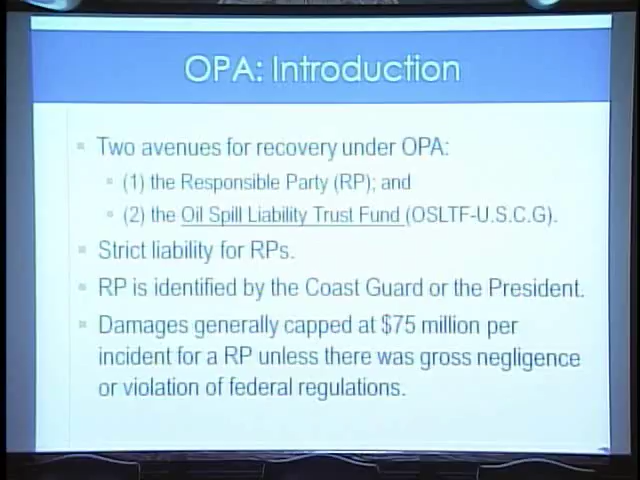 OPA: Introduction
Two avenues for recovery under OPA:
(1) the Responsible Party (RP); and
(2) the Oil Spill Liability Trust Fund (OSLTF-U.S.C.G).
Strict liability for RPs.
RP is identified by the Coast Guard or the President.
Damages generally capped at $75 million per
incident for a RP unless there was gross negligence
or violation of federal regulations.